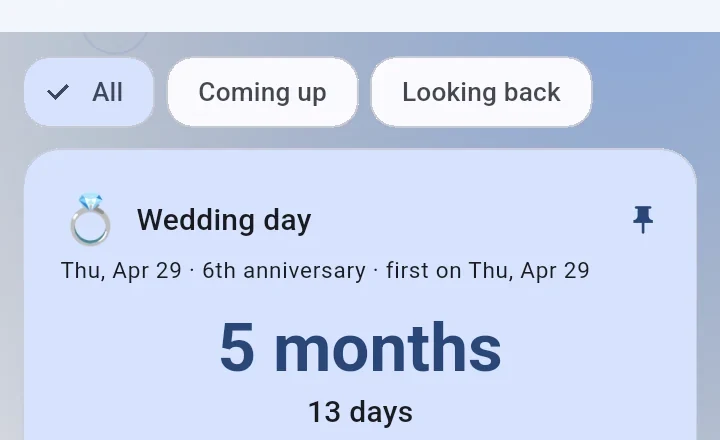 All
Coming up
Looking back
Wedding day
Thu, Apr 29 · 6th anniversary · first on Thu, Apr 29
5 months
13 days